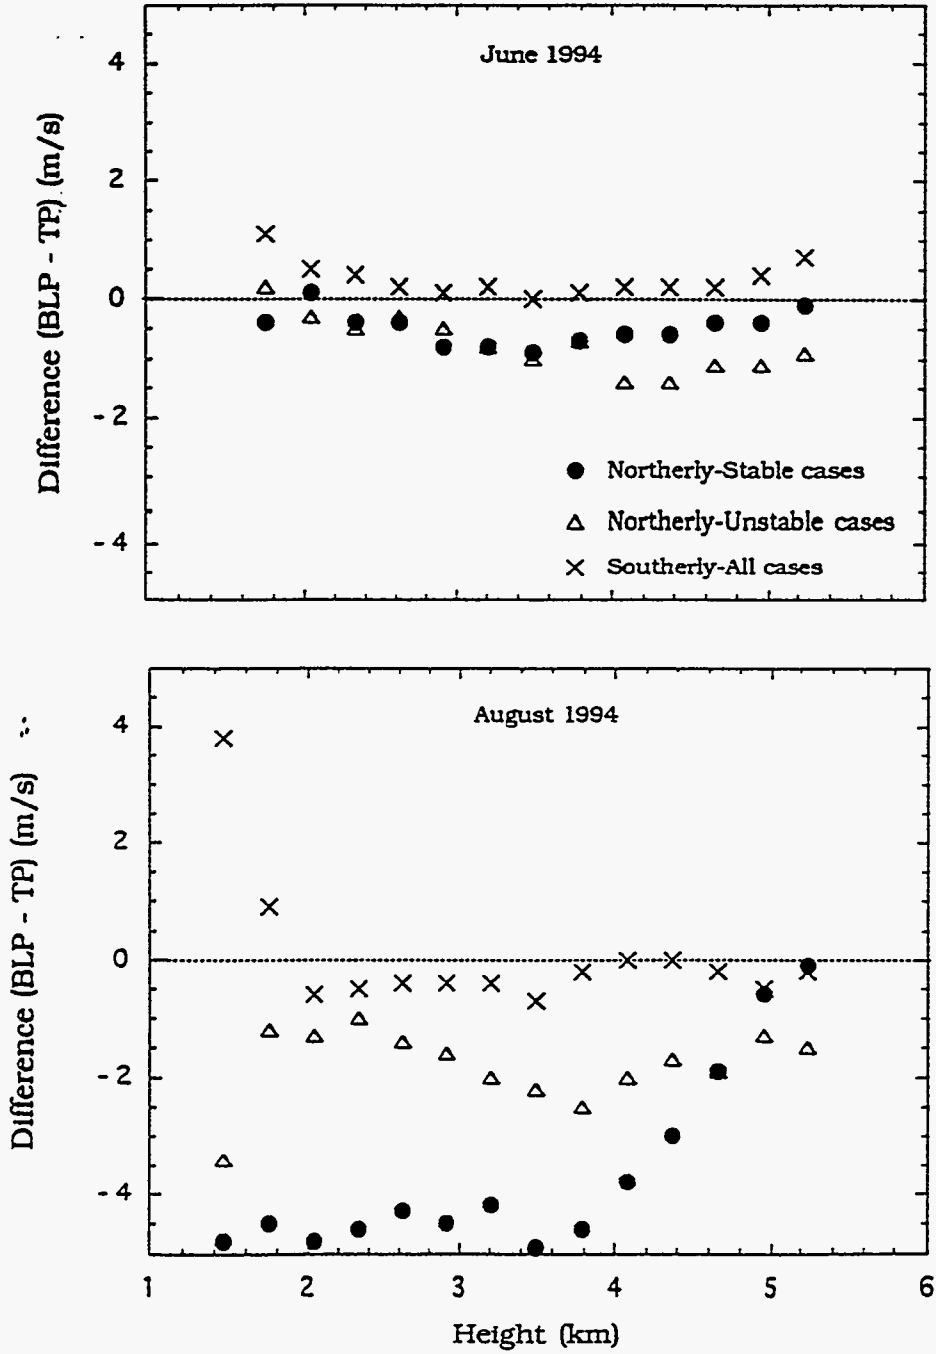 June 1994
Difference (BLP - TP) (m/s)
4
2
0
- 2
- 4
Northerly-Stable cases
Northerly-Unstable cases
Southerly-All cases
August 1994
Difference (BLP - TP) (m/s)
4
2
0
- 2
- 4
1 2 3 4 5 6
Height (km)